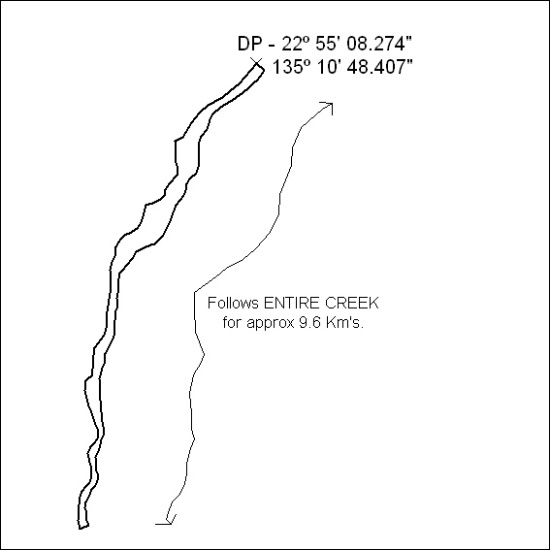 DP - 22º 55' 08.274"
135º 10' 48.407"
Follows ENTIRE CREEK
for approx 9.6 Km's.